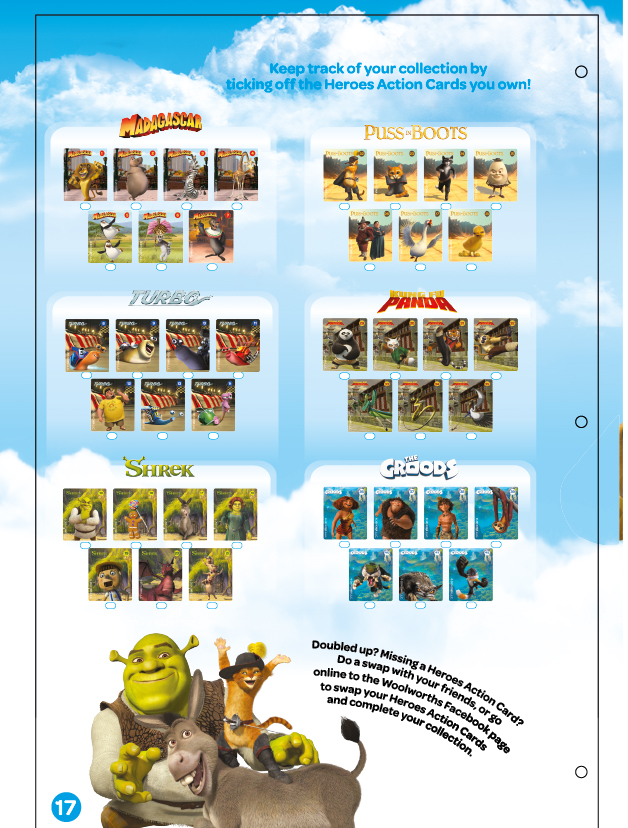 Keep track of your collection by
ticking off the Heroes Action Cards you own!
MADAGASCAR
PUSS IN BOOTS
TURBO
KUNG FU
PANDA
SHREK
THE
CROODS
Doubled up? Missing a Heroes Action Card?
Do a swap with your friends, or go
online to the Woolworths Facebook page
to swap your Heroes Action Cards
and complete your collection.
17